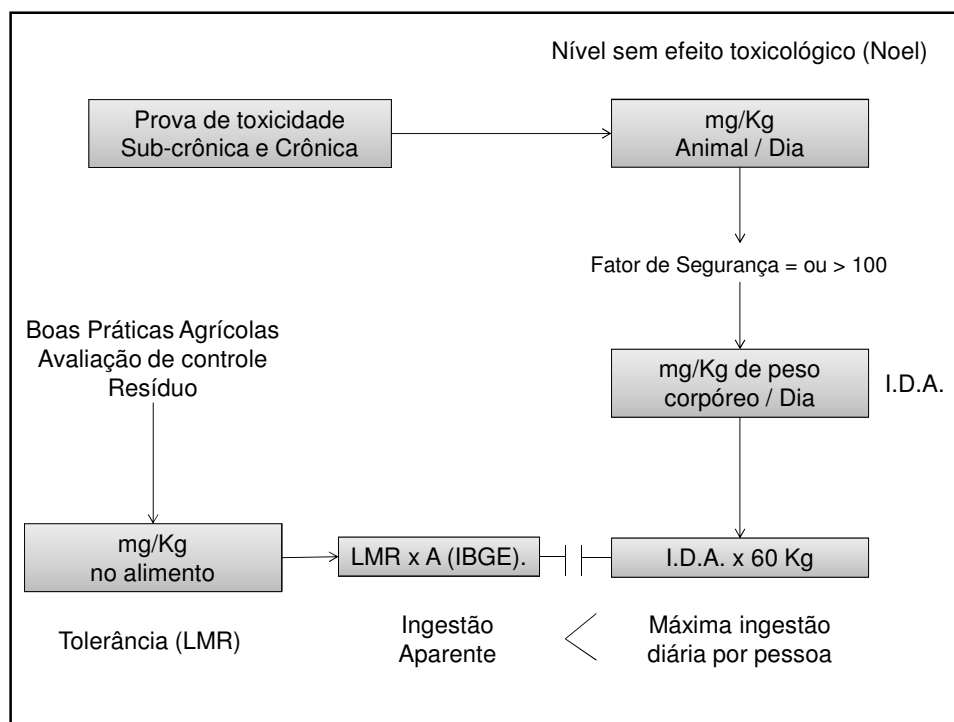 Nível sem efeito toxicológico (Noel)
Prova de toxicidade
Sub-crônica e Crônica
mg/Kg
Animal / Dia
Fator de Segurança = ou > 100
Boas Práticas Agrícolas
Avaliação de controle
Resíduo
mg/Kg de peso
corpóreo / Dia
I.D.A.
mg/Kg
no alimento
LMR x A (IBGE).
I.D.A. x 60 Kg
Tolerância (LMR)
Ingestão
Aparente
<
Máxima ingestão
diária por pessoa